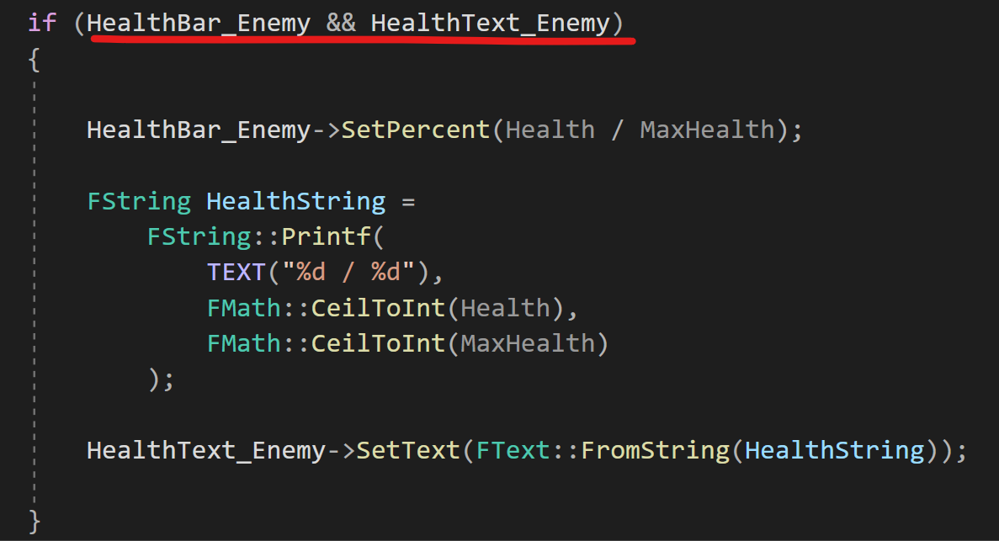 if (HealthBar_Enemy && HealthText_Enemy)
{
HealthBar_Enemy->SetPercent(Health / MaxHealth);
FString HealthString =
FString::Printf(
TEXT("%d / %d"),
FMath::CeilToInt(Health),
FMath::CeilToInt(MaxHealth)
);
HealthText_Enemy->SetText(FText::FromString(HealthString));
}